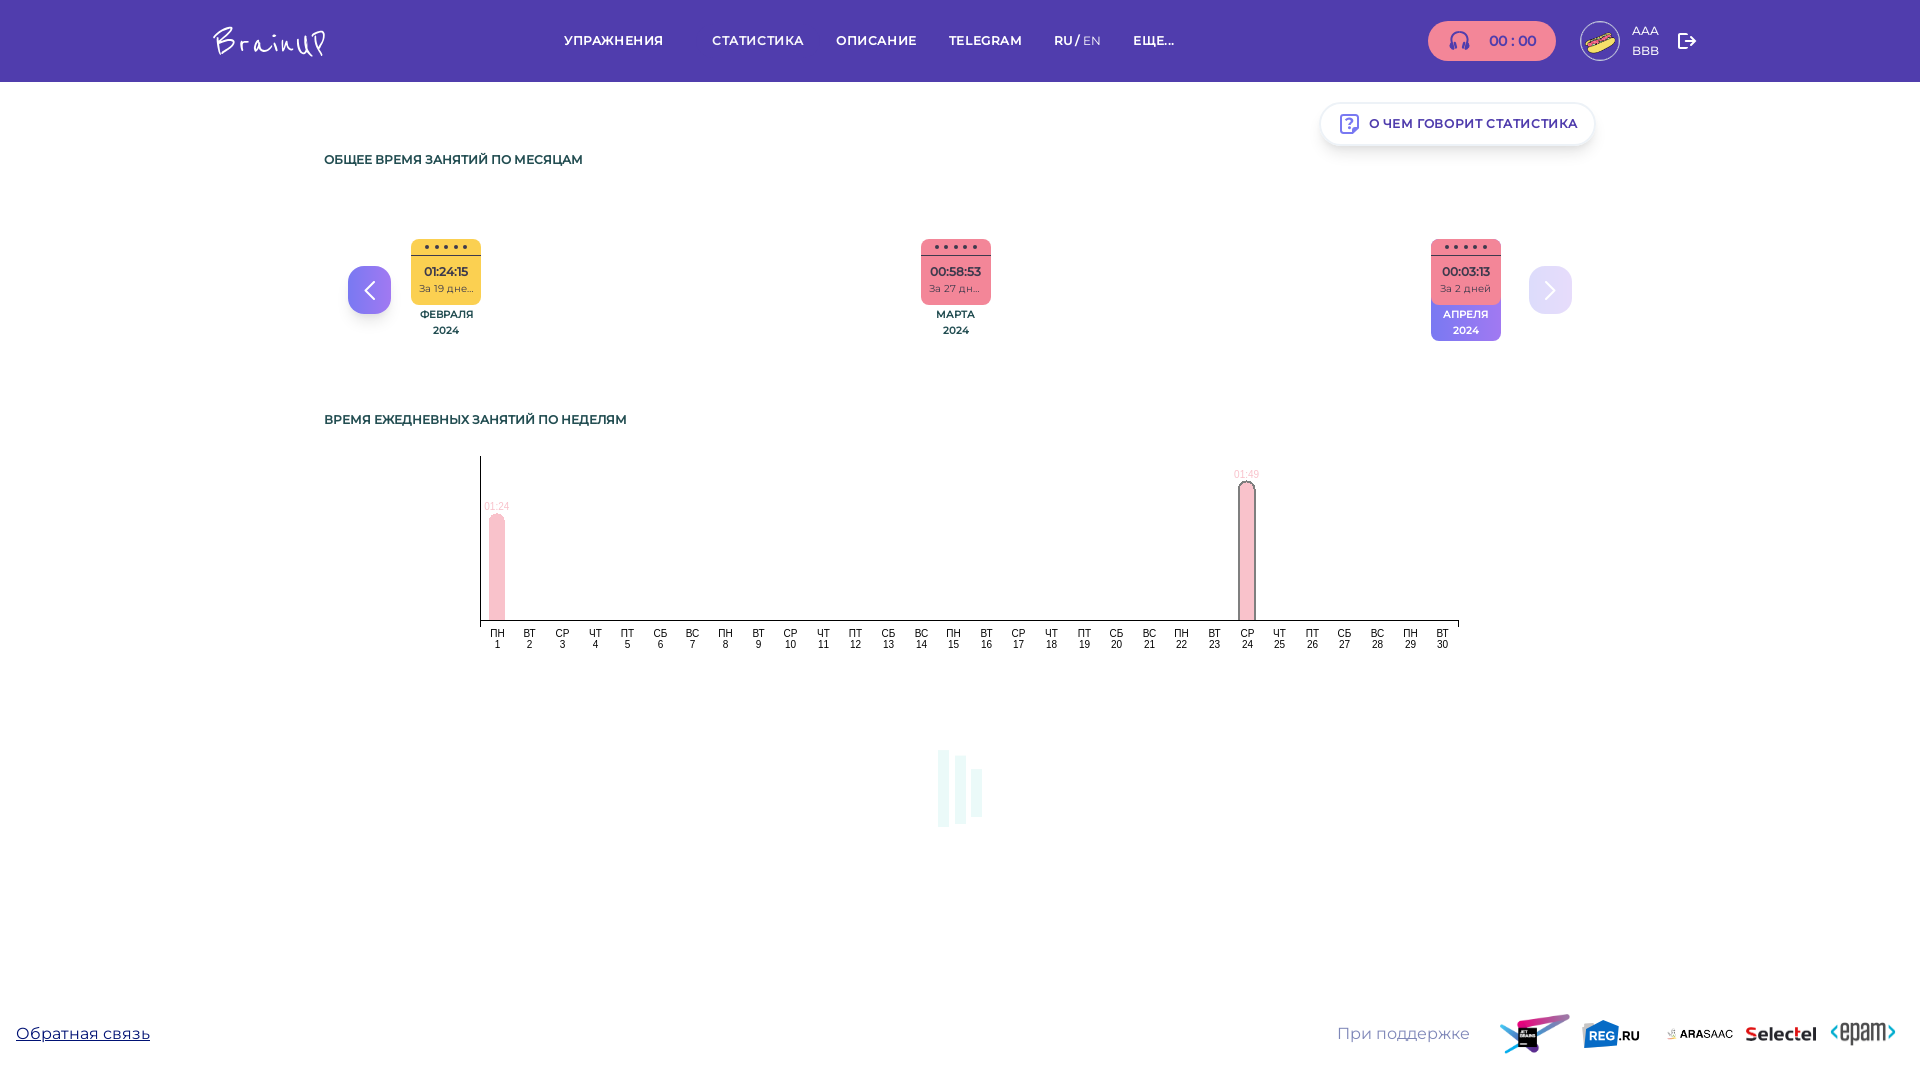 BrainUP
УПРАЖНЕНИЯ
СТАТИСТИКА
ОПИСАНИЕ
TELEGRAM
RU / EN
ЕЩЕ...
00 : 00
AAA
BBB
О ЧЕМ ГОВОРИТ СТАТИСТИКА
ОБЩЕЕ ВРЕМЯ ЗАНЯТИЙ ПО МЕСЯЦАМ
01:24:15
За 19 дне...
ФЕВРАЛЯ
2024
00:58:53
За 27 дн...
МАРТА
2024
00:03:13
За 2 дней
АПРЕЛЯ
2024
ВРЕМЯ ЕЖЕДНЕВНЫХ ЗАНЯТИЙ ПО НЕДЕЛЯМ
01:49
01:24
ПН ВТ СР ЧТ ПТ СБ ВС ПН ВТ СР ЧТ ПТ СБ ВС ПН ВТ СР ЧТ ПТ СБ ВС ПН ВТ СР ЧТ ПТ СБ ВС ПН ВТ
1 2 3 4 5 6 7 8 9 10 11 12 13 14 15 16 17 18 19 20 21 22 23 24 25 26 27 28 29 30
Обратная связь
При поддержке
JET BRAINS
REG.RU
ARASAAC
Selectel
<epam>